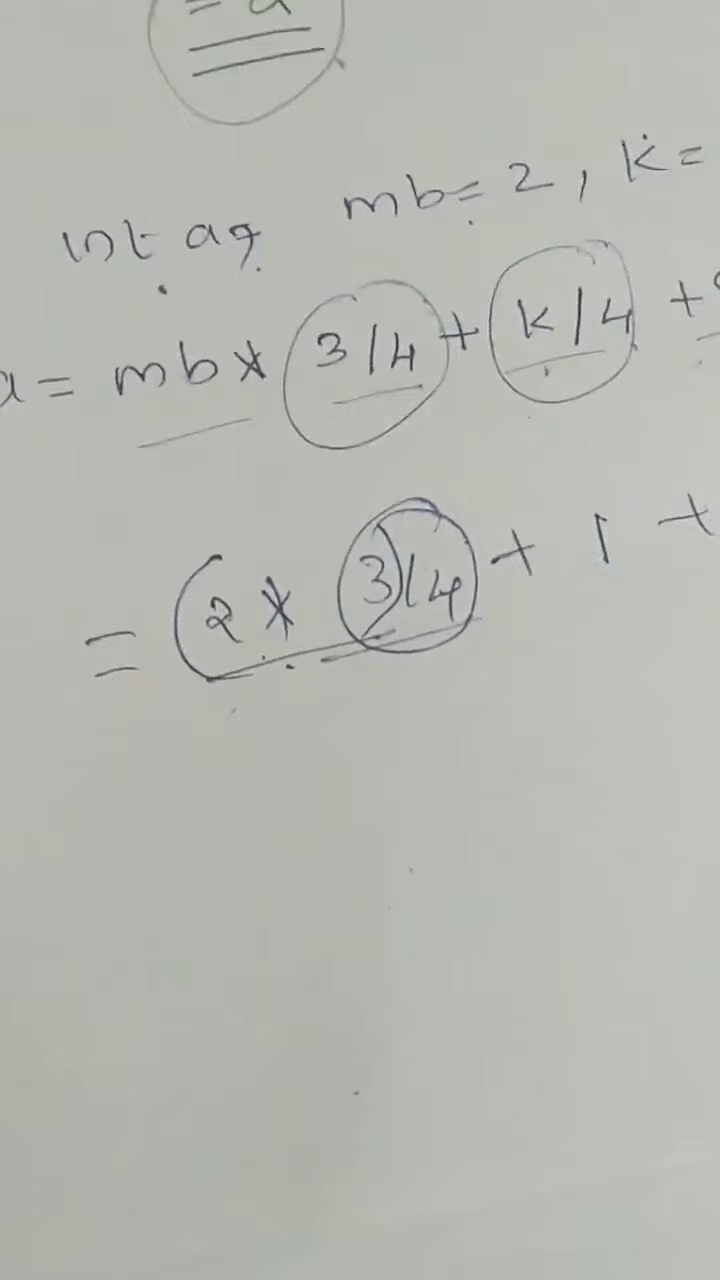 = a
int ag mb = 2, k =
a = mb * 3/4 + k/4 +
= (2 * 3)/4 + 1 +